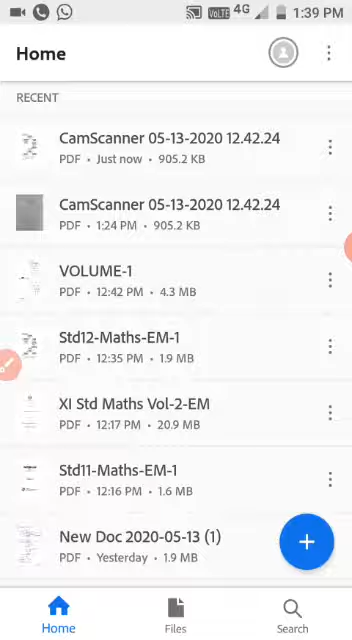 VoLTE 4G 1:39 PM
Home
RECENT
CamScanner 05-13-2020 12.42.24
PDF • Just now • 905.2 KB
CamScanner 05-13-2020 12.42.24
PDF • 1:24 PM • 905.2 KB
VOLUME-1
PDF • 12:42 PM • 4.3 MB
Std12-Maths-EM-1
PDF • 12:35 PM • 1.9 MB
XI Std Maths Vol-2-EM
PDF • 12:17 PM • 20.9 MB
Std11-Maths-EM-1
PDF • 12:16 PM • 1.6 MB
New Doc 2020-05-13 (1)
PDF • Yesterday • 1.9 MB
Home Files Search